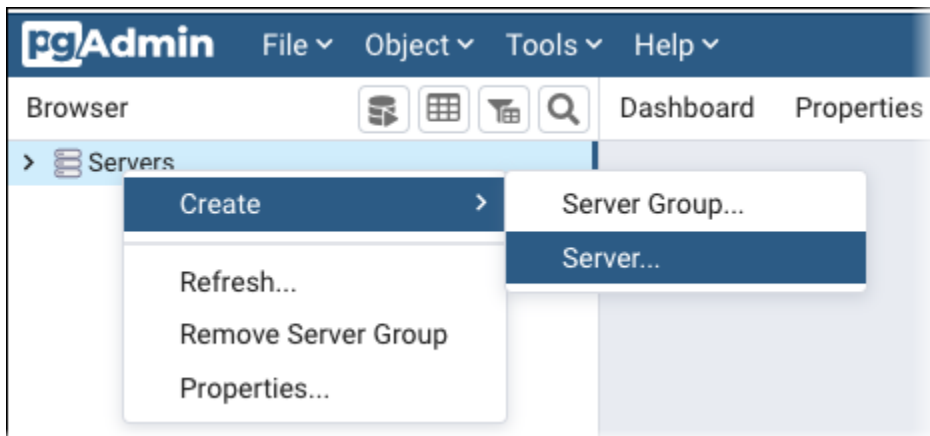 pgAdmin File Object Tools Help
Browser Dashboard Properties
Servers
Create Server Group...
Server...
Refresh...
Remove Server Group
Properties...